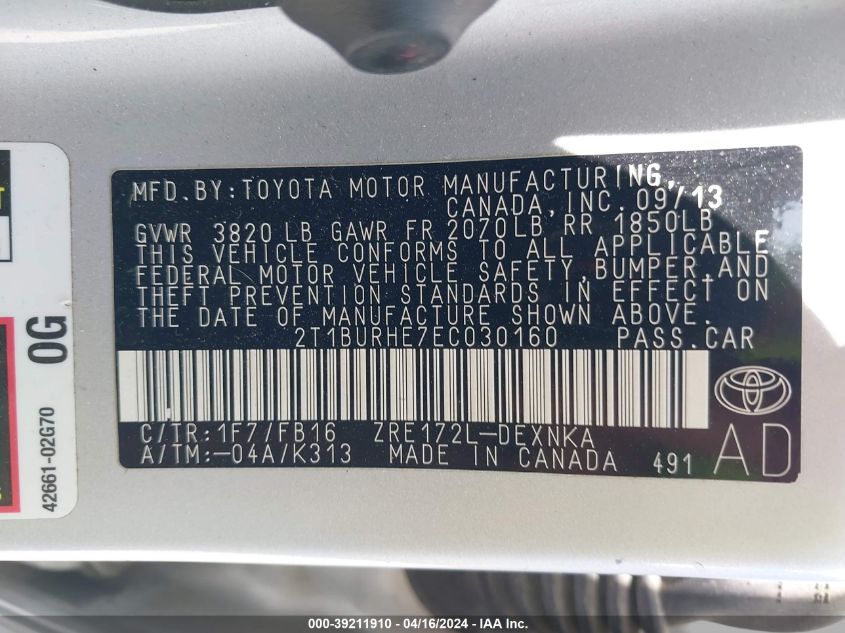 MFD. BY: TOYOTA MOTOR MANUFACTURING,
CANADA, INC. 09/13
GVWR 3820 LB GAWR FR 2070LB, RR 1850LB
THIS VEHICLE CONFORMS TO ALL APPLICABLE
FEDERAL MOTOR VEHICLE SAFETY, BUMPER, AND
THEFT PREVENTION STANDARDS IN EFFECT ON
THE DATE OF MANUFACTURE SHOWN ABOVE.
2T1BURHE7EC030160 PASS. CAR
C/TR: 1F7/FB16 ZRE172L-DEXNKA
A/TM:-04A/K313 MADE IN CANADA 491
AD
OG
42661-02G70
000-39211910 - 04/16/2024 - IAA Inc.